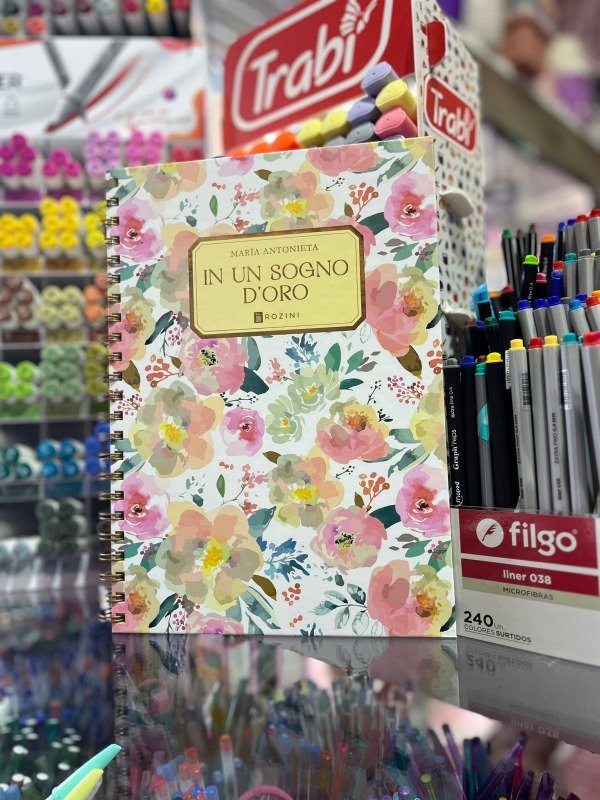 Trabi
Trabi
MARÍA ANTONIETA
IN UN SOGNO
D'ORO
ROZINI
filgo
liner 038
MICROFIBRAS
240 Un.
COLORES SURTIDOS